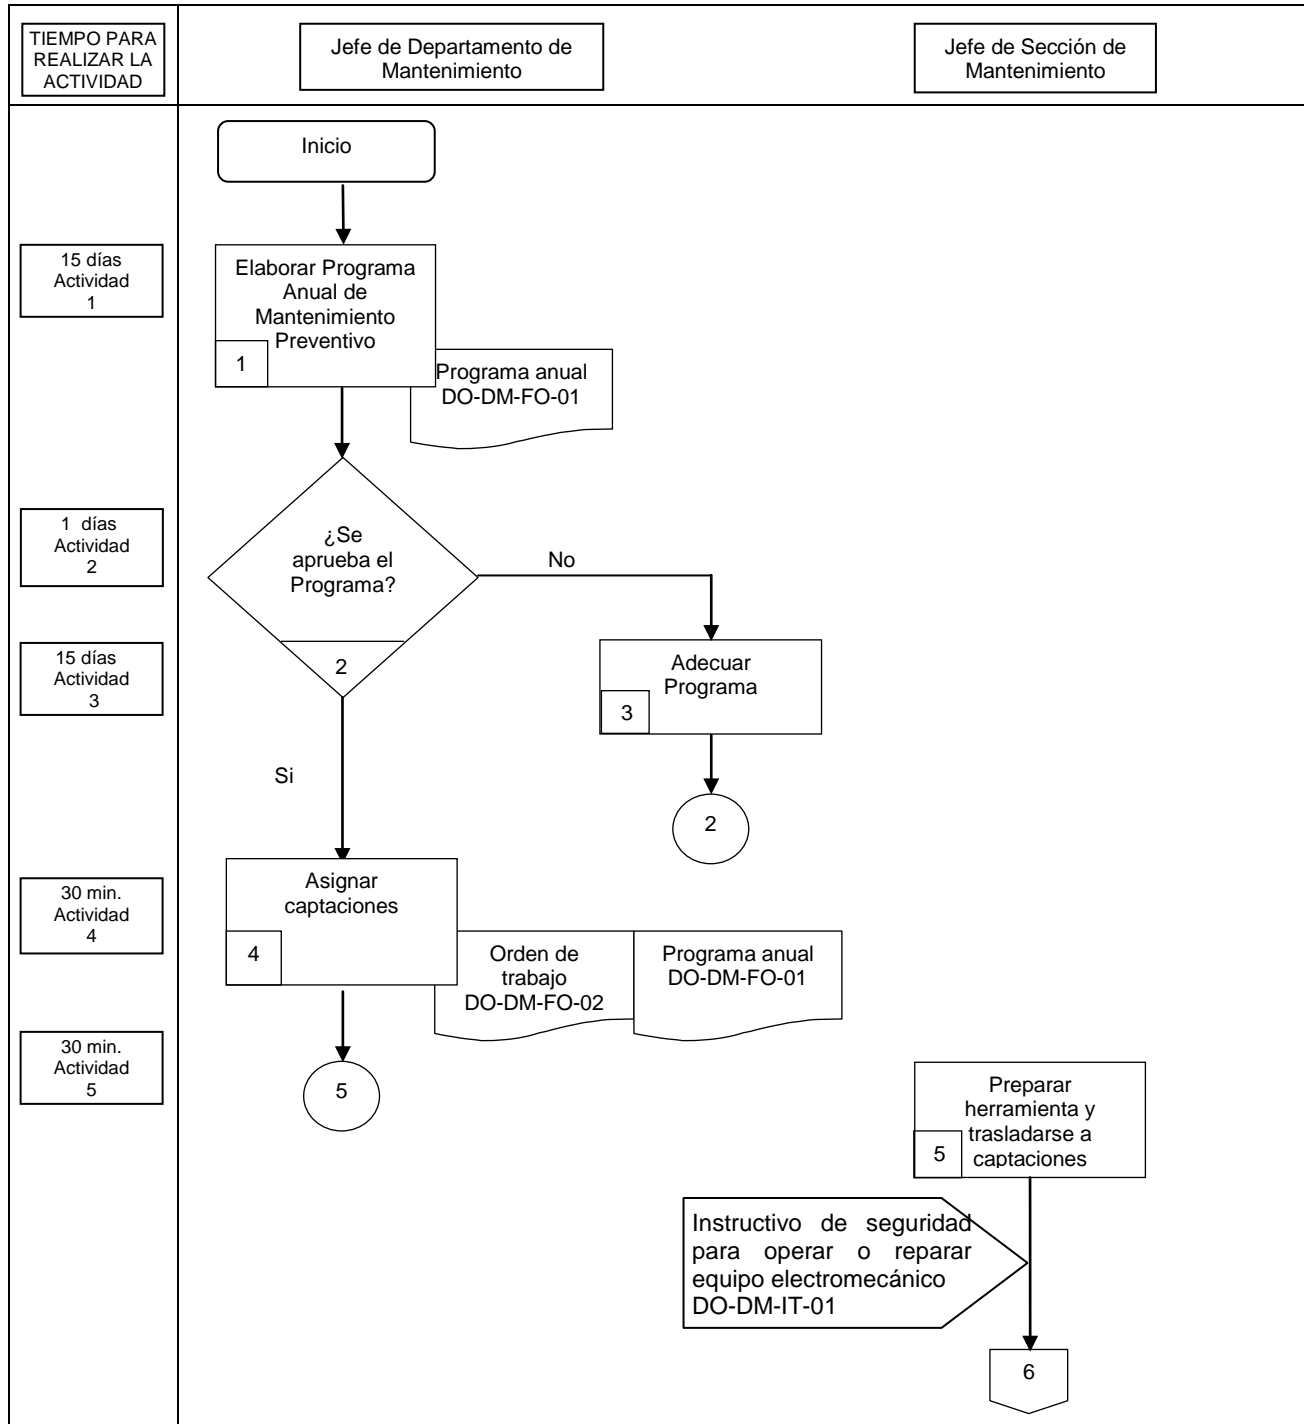 TIEMPO PARA
REALIZAR LA
ACTIVIDAD
Jefe de Departamento de
Mantenimiento
Jefe de Sección de
Mantenimiento
Inicio
15 días
Actividad
1
Elaborar Programa
Anual de
Mantenimiento
Preventivo
1
Programa anual
DO-DM-FO-01
1 días
Actividad
2
¿Se
aprueba el
Programa?
2
No
15 días
Actividad
3
Adecuar
Programa
3
Si
2
30 min.
Actividad
4
Asignar
captaciones
4
Orden de
trabajo
DO-DM-FO-02
Programa anual
DO-DM-FO-01
30 min.
Actividad
5
5
Preparar
herramienta y
trasladarse a
captaciones
5
Instructivo de seguridad
para operar o reparar
equipo electromecánico
DO-DM-IT-01
6